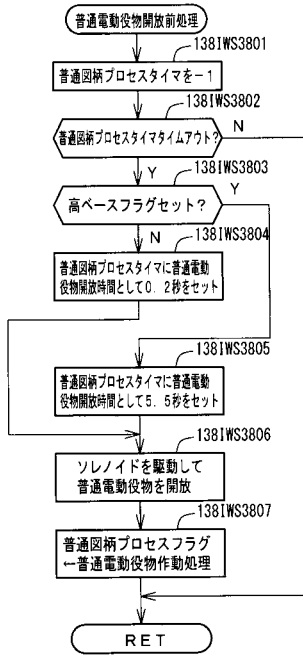 普通電動役物開放前処理
138IWS3801
普通図柄プロセスタイマを－1
138IWS3802
普通図柄プロセスタイマタイムアウト?
N
Y
138IWS3803
高ベースフラグセット?
Y
N
138IWS3804
普通図柄プロセスタイマに普通電動
役物開放時間として0.2秒をセット
138IWS3805
普通図柄プロセスタイマに普通電動
役物開放時間として5.5秒をセット
138IWS3806
ソレノイドを駆動して
普通電動役物を開放
138IWS3807
普通図柄プロセスフラグ
←普通電動役物作動処理
RET